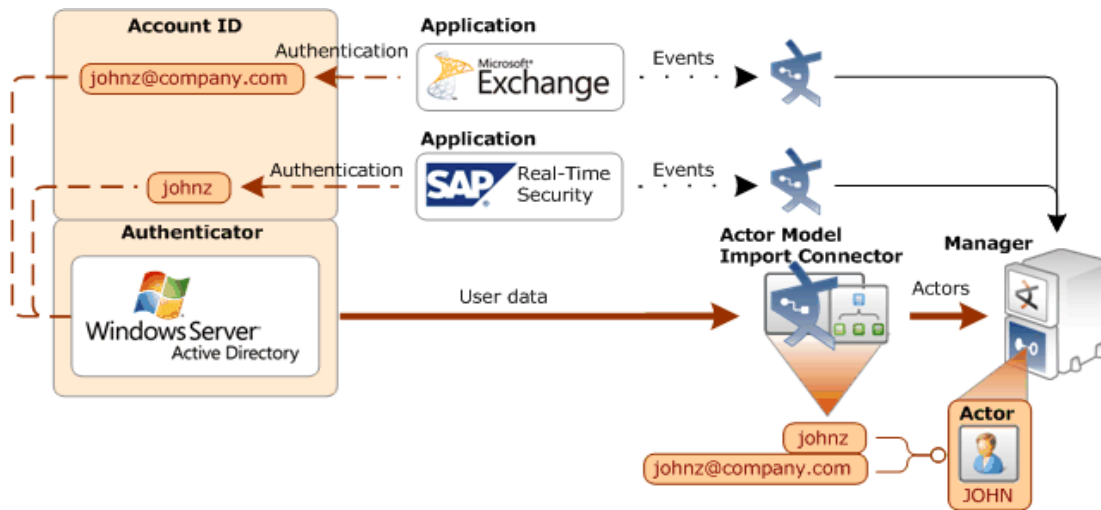 Account ID
johnz@company.com
Authentication
Application
Microsoft®
Exchange
Events
Application
johnz
Authentication
SAP®
Real-Time
Security
Events
Authenticator
Windows Server
Active Directory
User data
Actor Model
Import Connector
Actors
Manager
johnz
johnz@company.com
Actor
JOHN